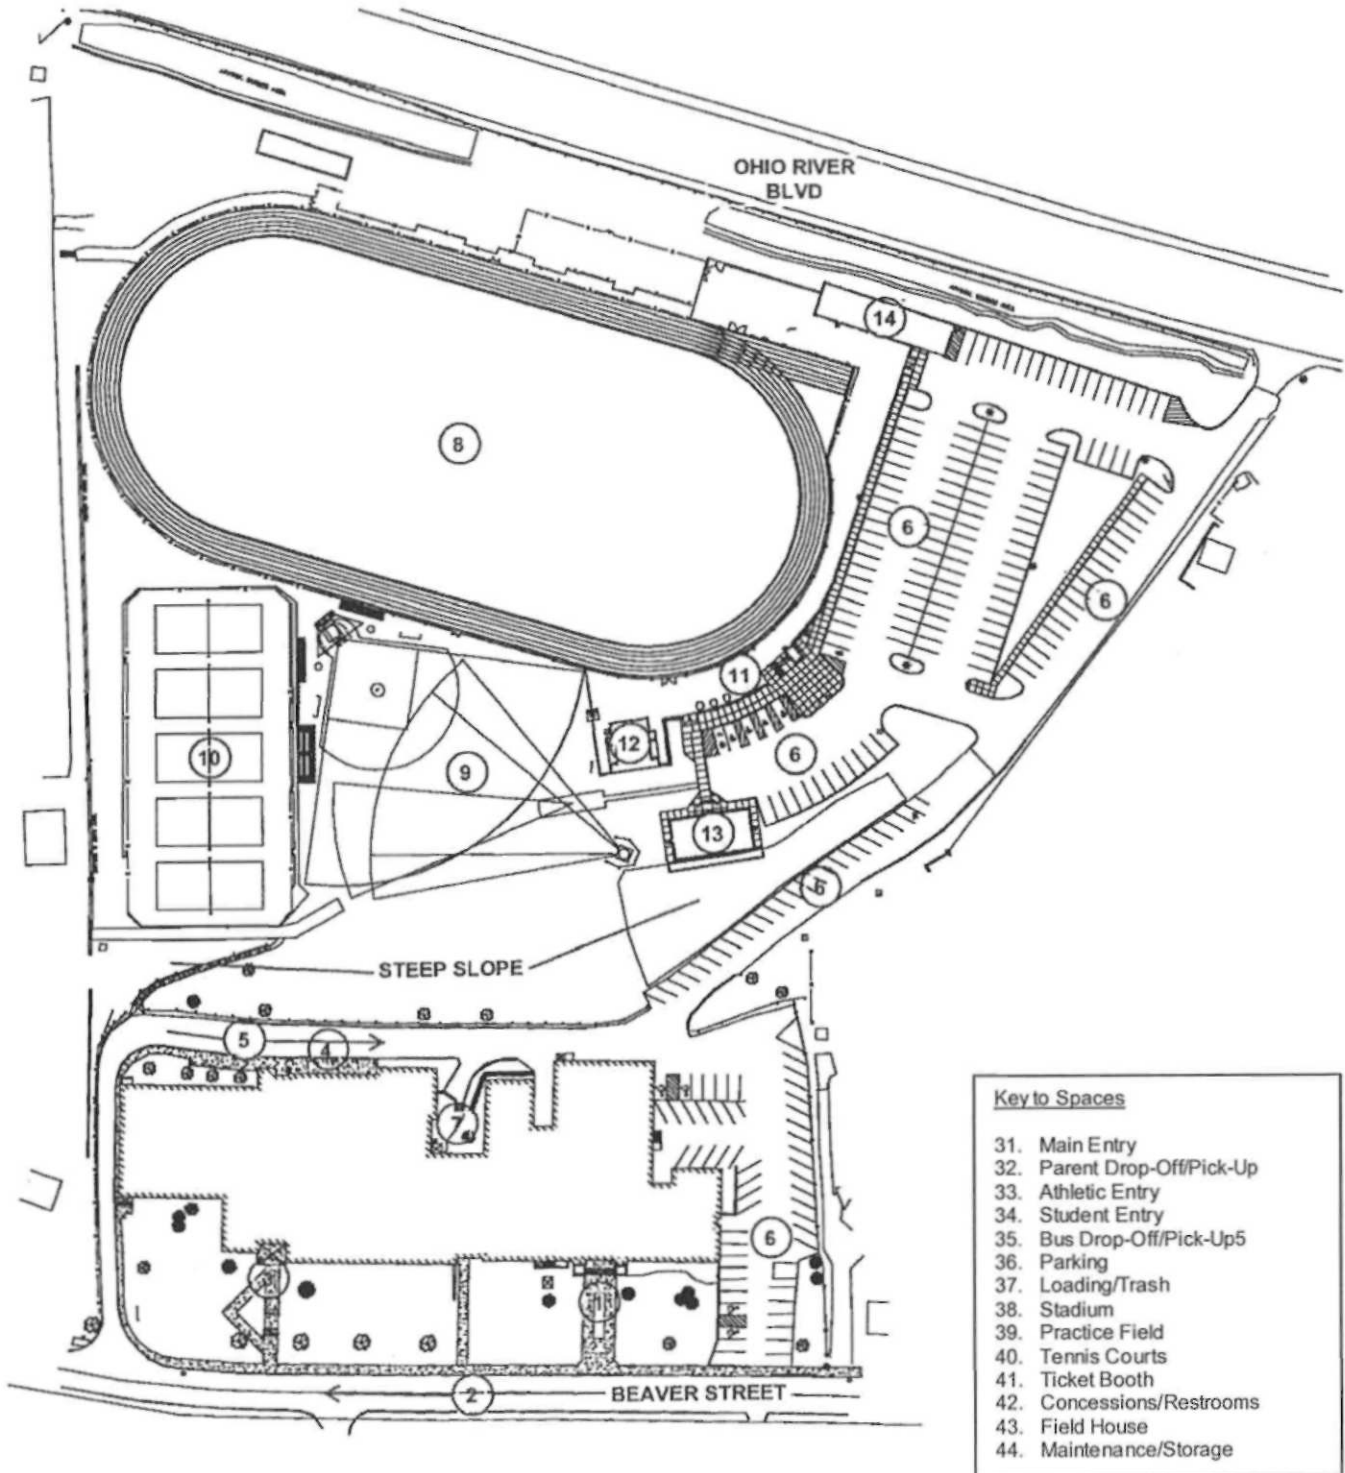 OHIO RIVER
BLVD
14
8
6
6
11
12
10
6
9
13
6
STEEP SLOPE
5
4
7
6
1
2
BEAVER STREET
Key to Spaces
31. Main Entry
32. Parent Drop-Off/Pick-Up
33. Athletic Entry
34. Student Entry
35. Bus Drop-Off/Pick-Up5
36. Parking
37. Loading/Trash
38. Stadium
39. Practice Field
40. Tennis Courts
41. Ticket Booth
42. Concessions/Restrooms
43. Field House
44. Maintenance/Storage